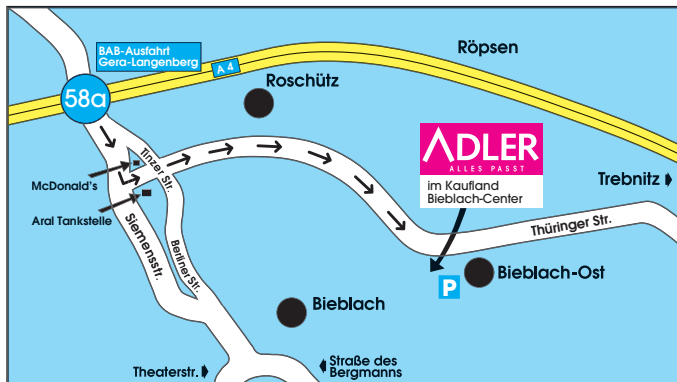 BAB-Ausfahrt
Gera-Langenberg
A 4
58a
Röpsen
Roschütz
ADLER
ALLES PASST
im Kaufland
Bieblach-Center
Trebnitz
McDonald's
Tinzer Str.
Aral Tankstelle
Siemensstr.
Berliner Str.
Thüringer Str.
P
Bieblach-Ost
Bieblach
Theaterstr.
Straße des
Bergmanns